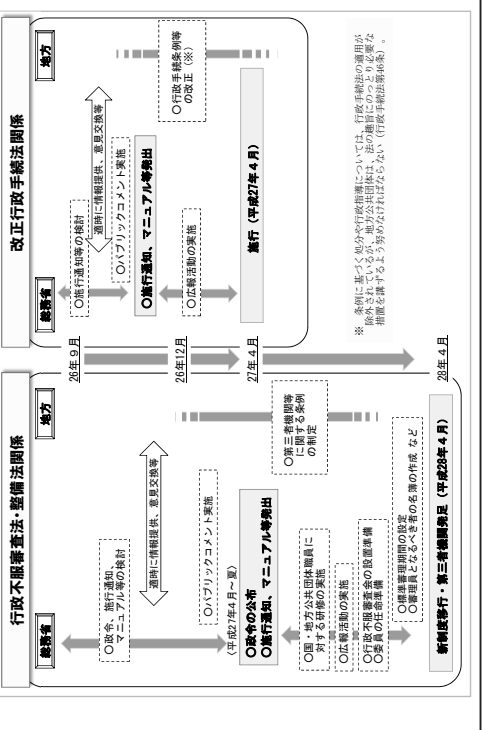 行政不服審査法・整備法関係
総務省
地方
○政令、施行通知、
マニュアル等の検討
適時に情報提供、意見交換等
○パブリックコメント実施
〈平成27年4月～夏〉
○政令の公布
○施行通知、マニュアル等発出
○第三者機関等
に関する条例
の制定
○国・地方公共団体職員に
対する研修の実施
○広報活動の実施
○行政不服審査会の設置準備
○委員の任命準備
○標準審理期間の設定
○審理員となるべき者の名簿の作成 など
新制度移行・第三者機関発足（平成28年4月）
26年9月
26年12月
27年4月
28年4月
改正行政手続法関係
総務省
地方
○施行通知等の検討
適時に情報提供、意見交換等
○パブリックコメント実施
○施行通知、マニュアル等発出
○行政手続条例等
の改正（※）
○広報活動の実施
施行（平成27年4月）
※　条例に基づく処分や行政指導については、行政手続法の適用が
除外されているが、地方公共団体は、法の趣旨にのっとり必要な
措置を講ずるよう努めなければならない（行政手続法第46条）。